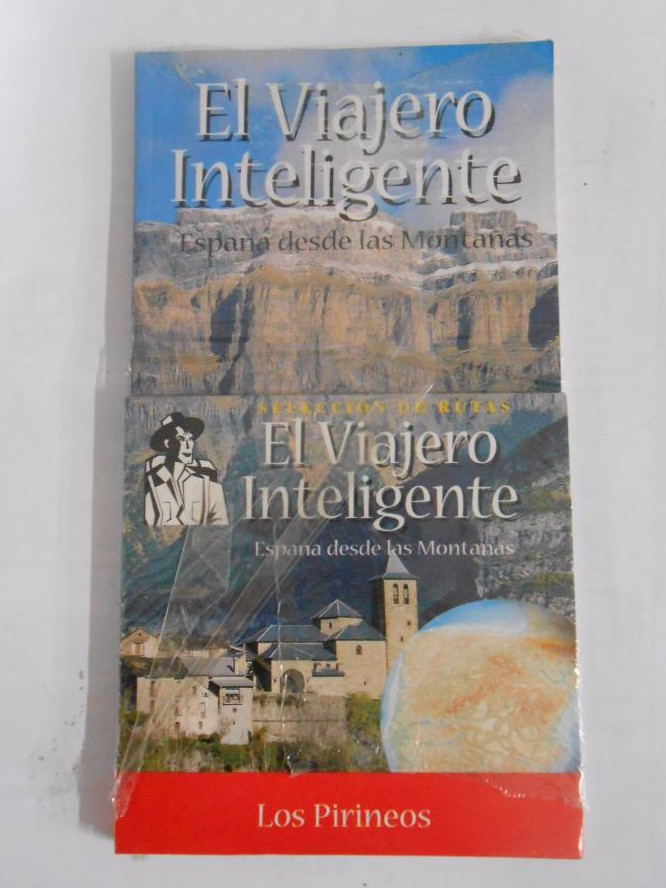 El Viajero
Inteligente
España desde las Montañas
SELECCIÓN DE RUTAS
El Viajero
Inteligente
España desde las Montañas
Los Pirineos